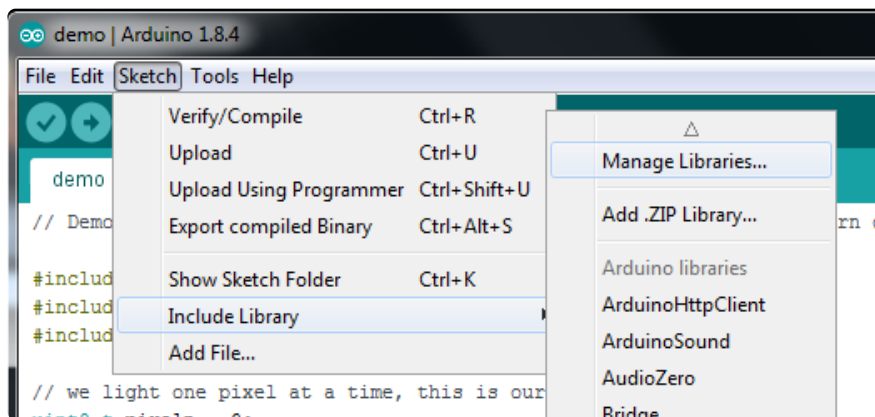 demo | Arduino 1.8.4
File Edit Sketch Tools Help
Verify/Compile Ctrl+R
Upload Ctrl+U
Upload Using Programmer Ctrl+Shift+U
Export compiled Binary Ctrl+Alt+S
Show Sketch Folder Ctrl+K
Include Library
Add File...
Manage Libraries...
Add .ZIP Library...
Arduino libraries
ArduinoHttpClient
ArduinoSound
AudioZero
Bridge
demo
// Demo
rn
#includ
#includ
#includ
// we light one pixel at a time, this is our